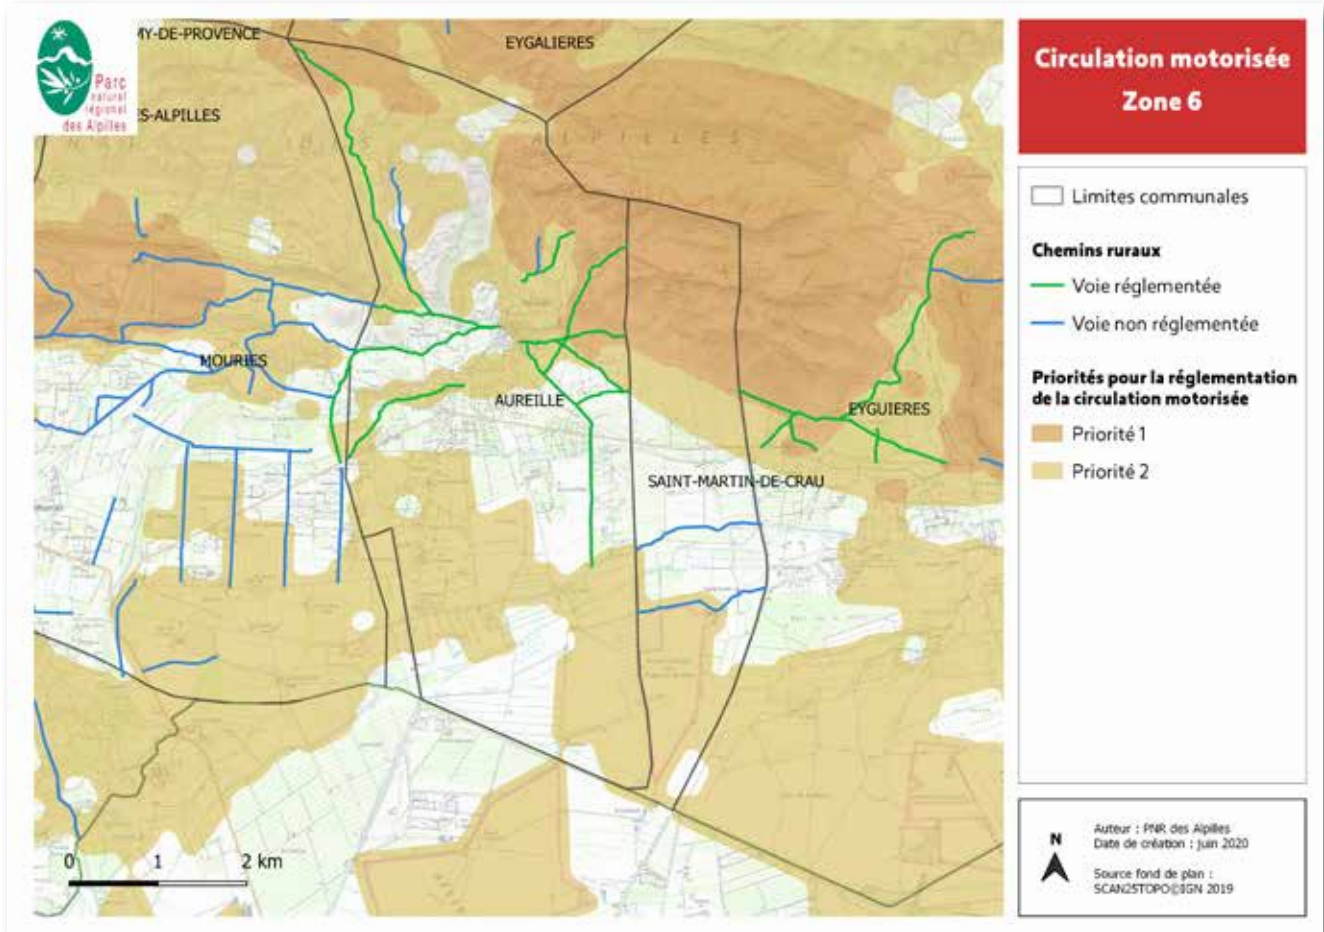 Parc
naturel
régional
des Alpilles
MY-DE-PROVENCE
ES-ALPILLES
EYGALIERES
ALPILLES
MOURIES
AUREILLE
EYGUIERES
SAINT-MARTIN-DE-CRAU
0 1 2 km
Circulation motorisée
Zone 6
Limites communales
Chemins ruraux
Voie réglementée
Voie non réglementée
Priorités pour la réglementation
de la circulation motorisée
Priorité 1
Priorité 2
N
Auteur : PNR des Alpilles
Date de création : juin 2020
Source fond de plan :
SCAN25TOPO©IGN 2019